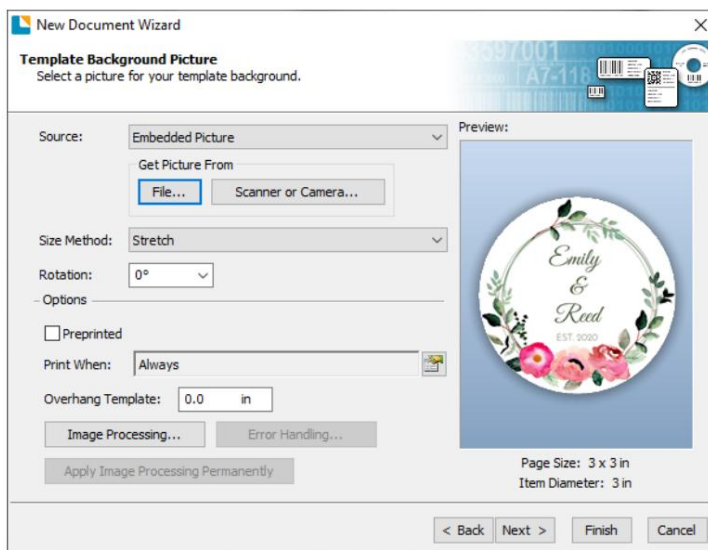 New Document Wizard
Template Background Picture
Select a picture for your template background.
3597001
A7-118
Source:
Embedded Picture
Get Picture From
File...
Scanner or Camera...
Size Method:
Stretch
Rotation:
0°
Options
Preprinted
Print When:
Always
Overhang Template:
0.0 in
Image Processing...
Error Handling...
Apply Image Processing Permanently
Preview:
Emily
&
Reed
EST. 2020
Page Size: 3 x 3 in
Item Diameter: 3 in
< Back
Next >
Finish
Cancel